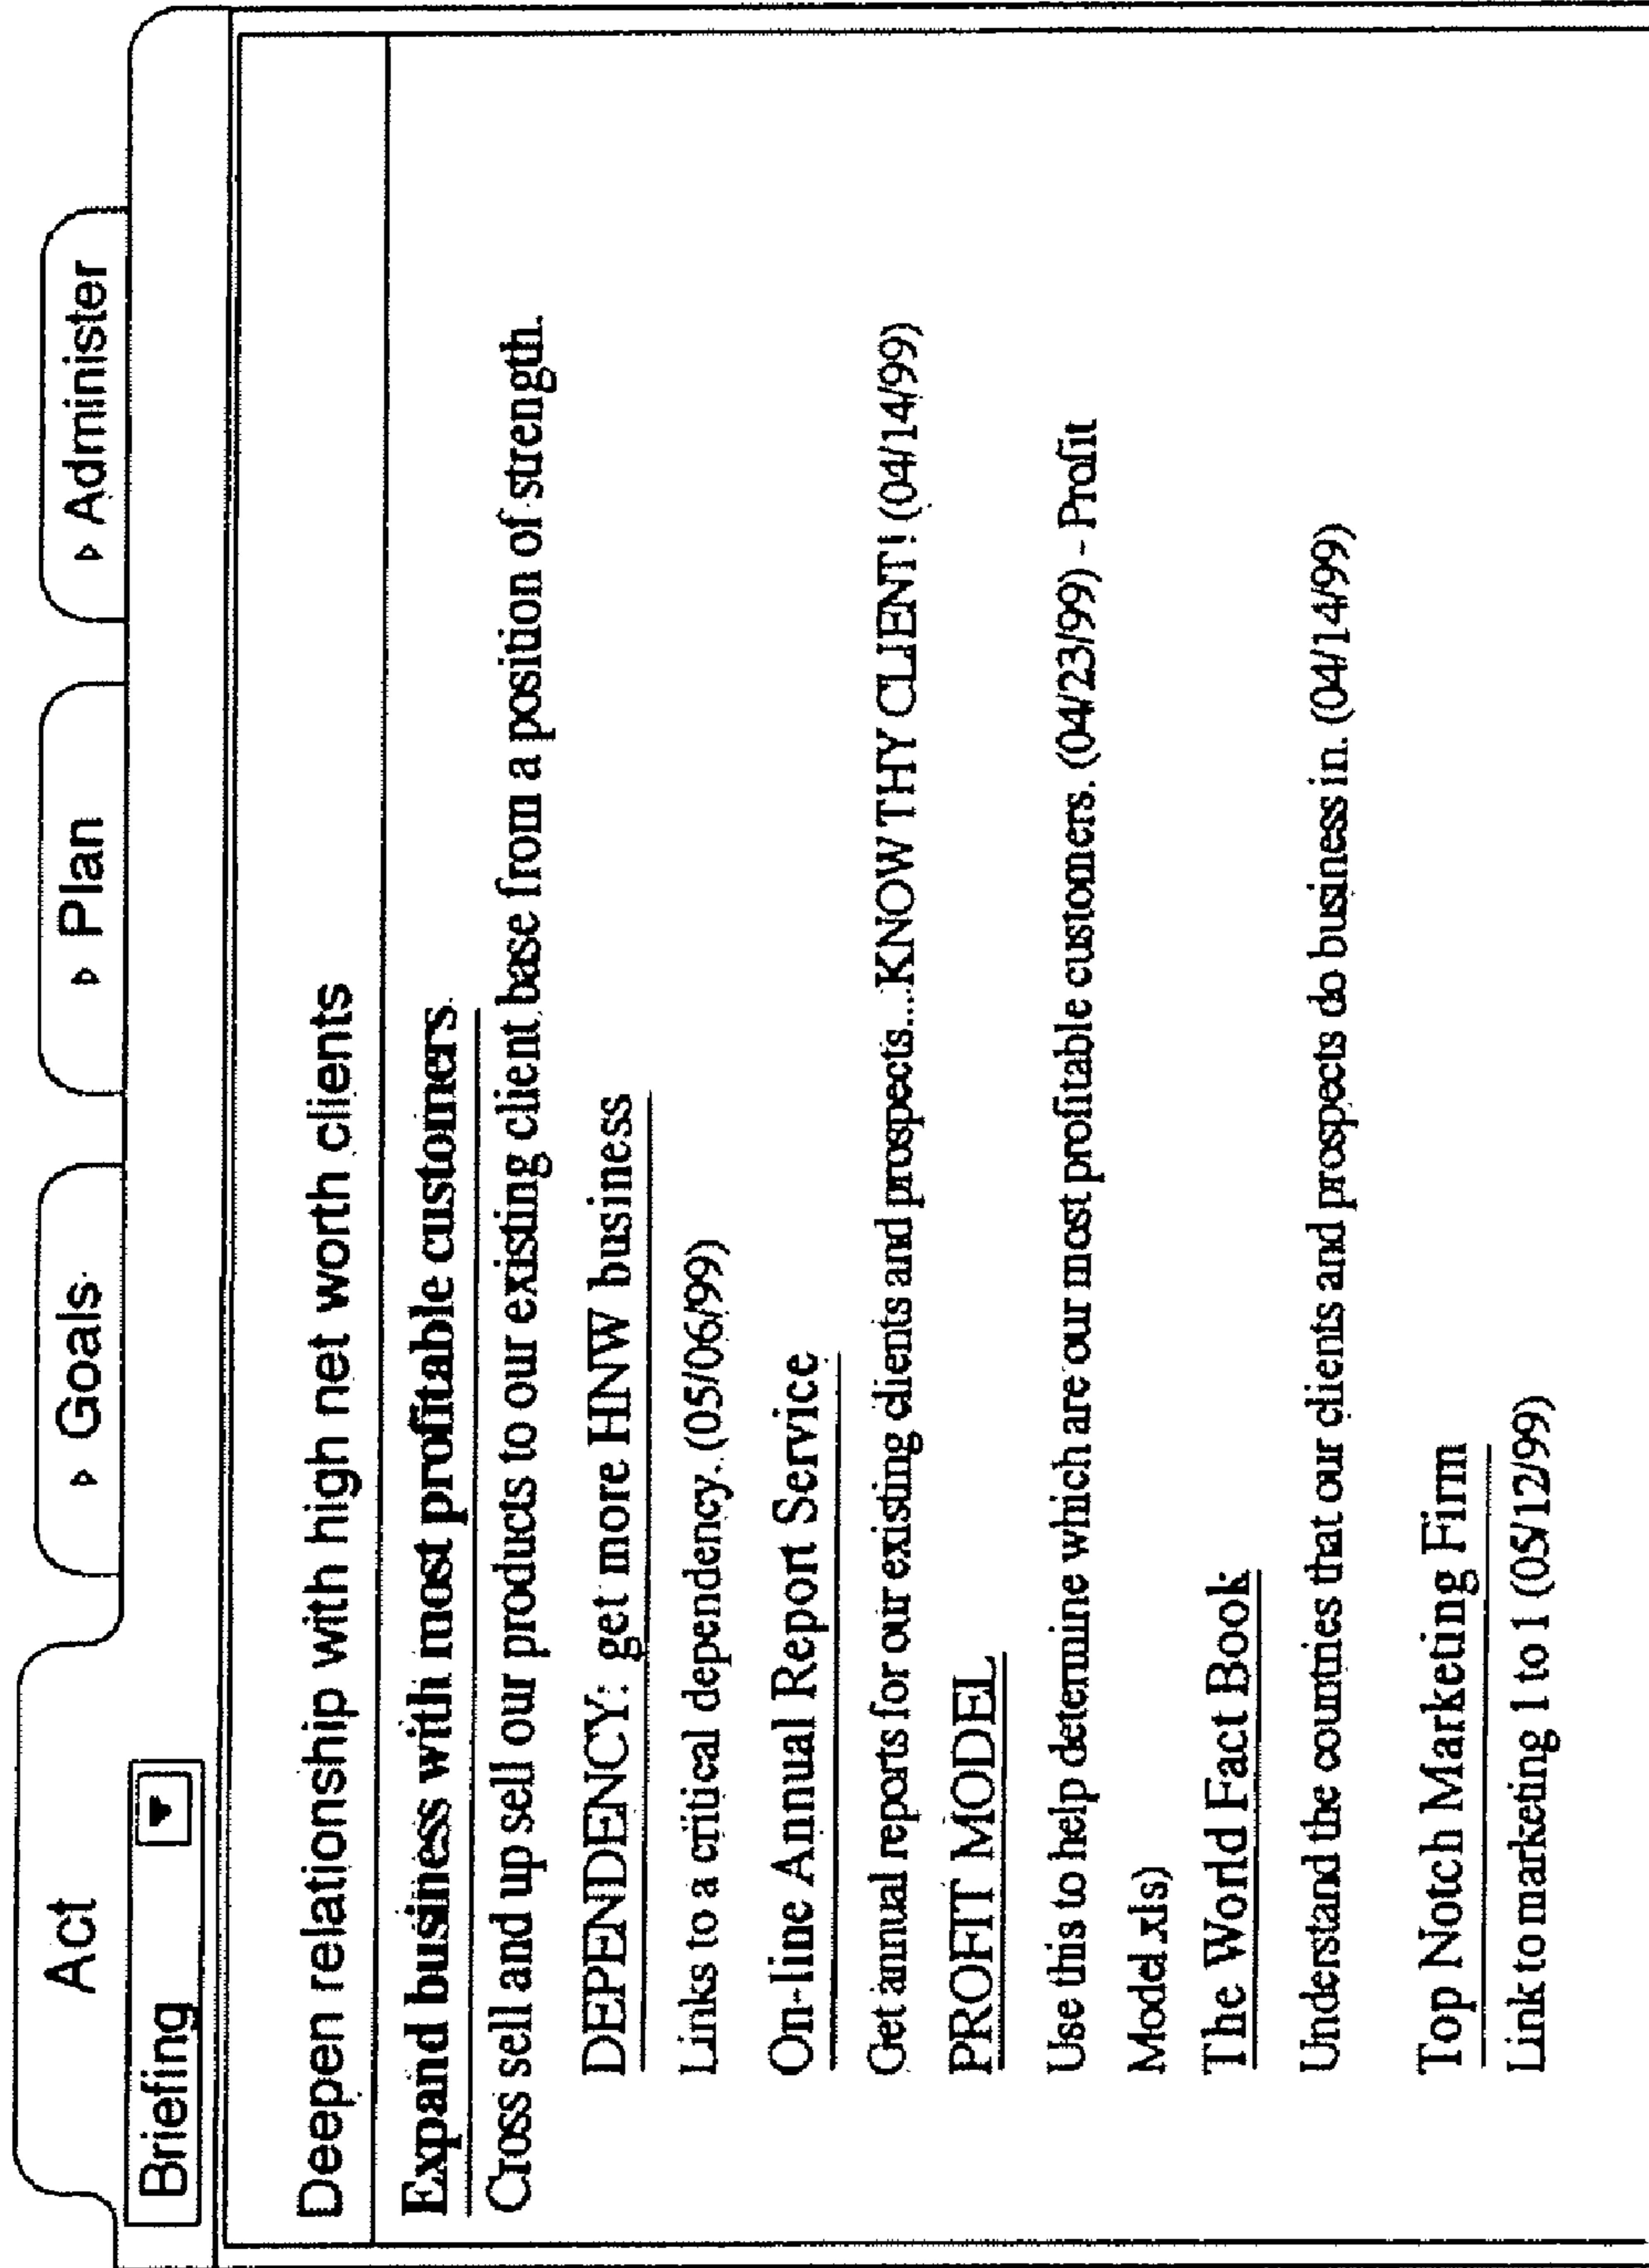 Act
▹ Goals
▹ Plan
▹ Administer
Briefing
Deepen relationship with high net worth clients
Expand business with most profitable customers
Cross sell and up sell our products to our existing client base from a position of strength.
DEPENDENCY: get more HNW business
Links to a critical dependency. (05/06/99)
On-line Annual Report Service
Get annual reports for our existing clients and prospects....KNOW THY CLIENT! (04/14/99)
PROFIT MODEL
Use this to help determine which are our most profitable customers. (04/23/99) - Profit
Model.xls)
The World Fact Book
Understand the countries that our clients and prospects do business in. (04/14/99)
Top Notch Marketing Firm
Link to marketing 1 to 1 (05/12/99)